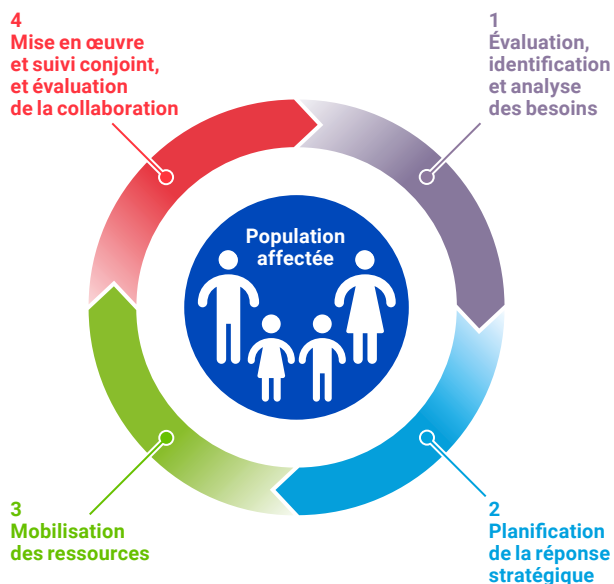 4
Mise en œuvre
et suivi conjoint,
et évaluation
de la collaboration
1
Évaluation,
identification
et analyse
des besoins
Population
affectée
3
Mobilisation
des ressources
2
Planification
de la réponse
stratégique